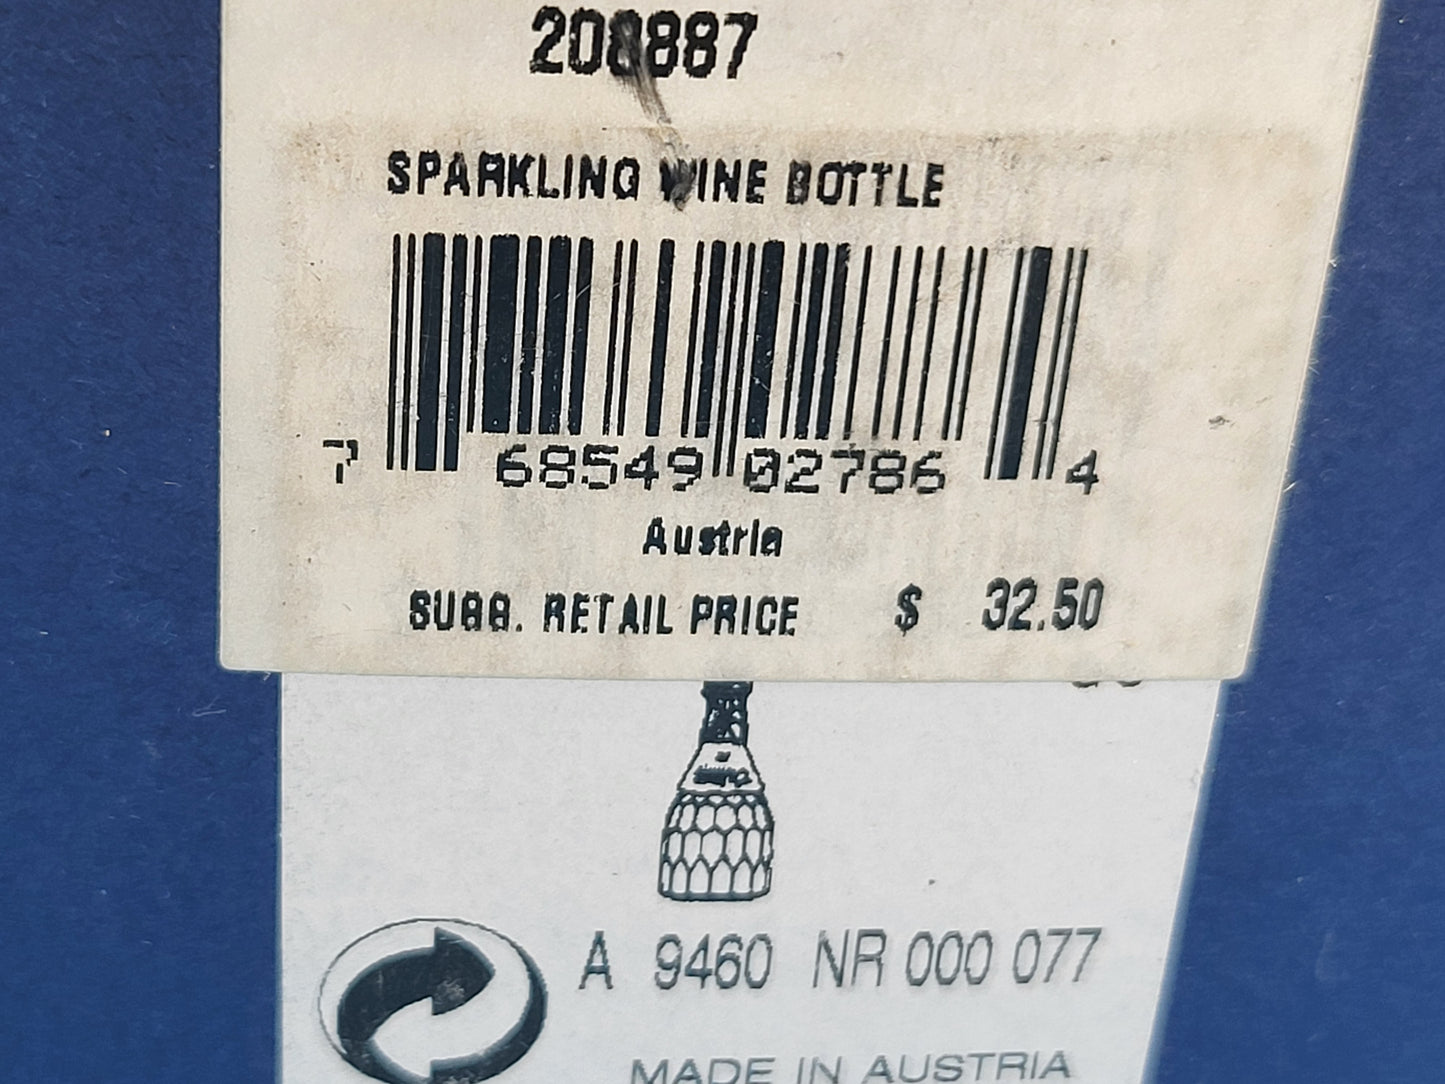 208887
SPARKLING WINE BOTTLE
7 68549 02786 4
Austria
SUGG. RETAIL PRICE $ 32.50
A 9460 NR 000 077
MADE IN AUSTRIA